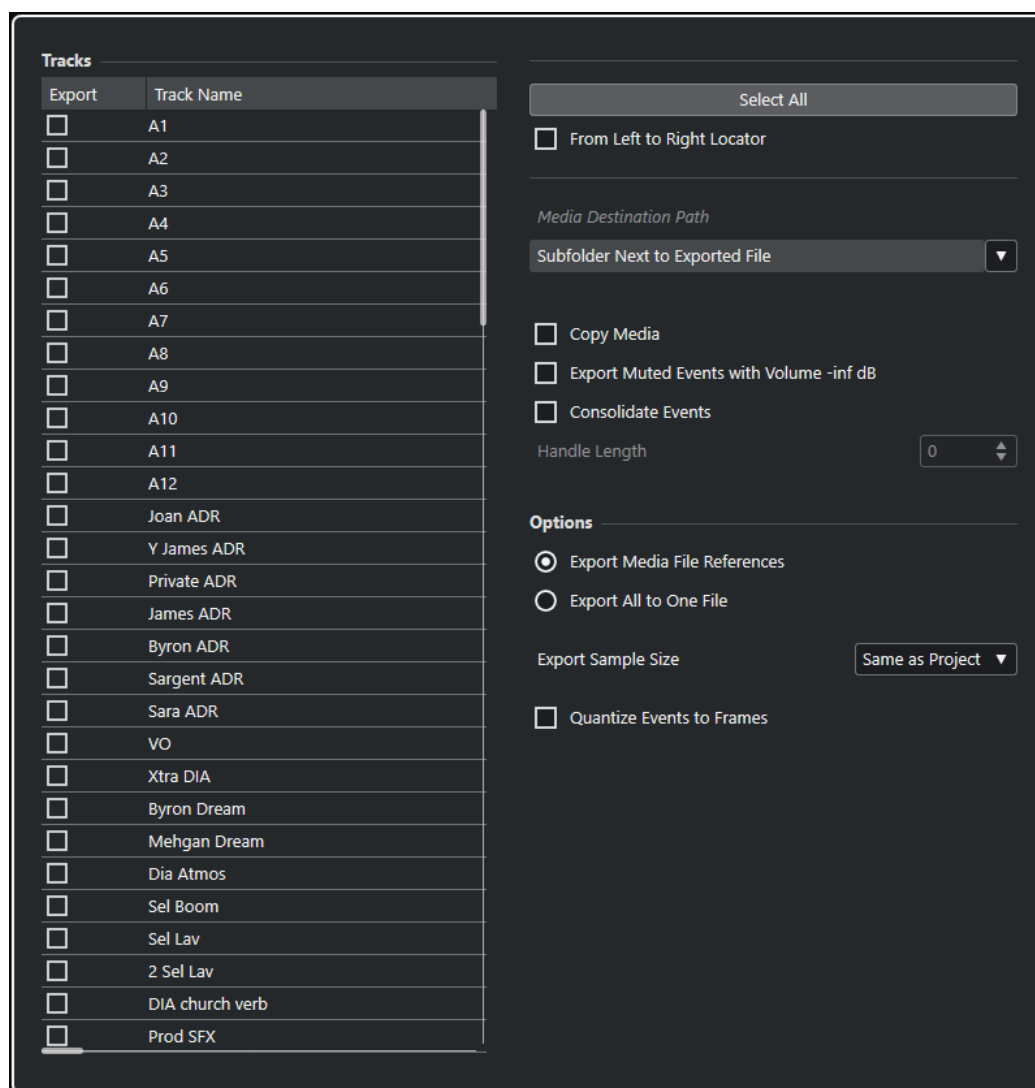 Tracks
Export Track Name
A1
A2
A3
A4
A5
A6
A7
A8
A9
A10
A11
A12
Joan ADR
Y James ADR
Private ADR
James ADR
Byron ADR
Sargent ADR
Sara ADR
VO
Xtra DIA
Byron Dream
Mehgan Dream
Dia Atmos
Sel Boom
Sel Lav
2 Sel Lav
DIA church verb
Prod SFX
Select All
From Left to Right Locator
Media Destination Path
Subfolder Next to Exported File
Copy Media
Export Muted Events with Volume -inf dB
Consolidate Events
Handle Length 0
Options
Export Media File References
Export All to One File
Export Sample Size Same as Project
Quantize Events to Frames